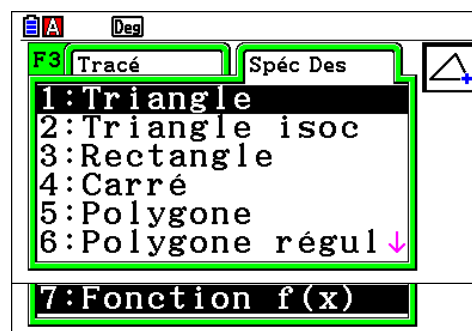 A Deg
F3 Tracé Spéc Des
1:Triangle
2:Triangle isoc
3:Rectangle
4:Carré
5:Polygone
6:Polygone régul↓
7:Fonction f(x)